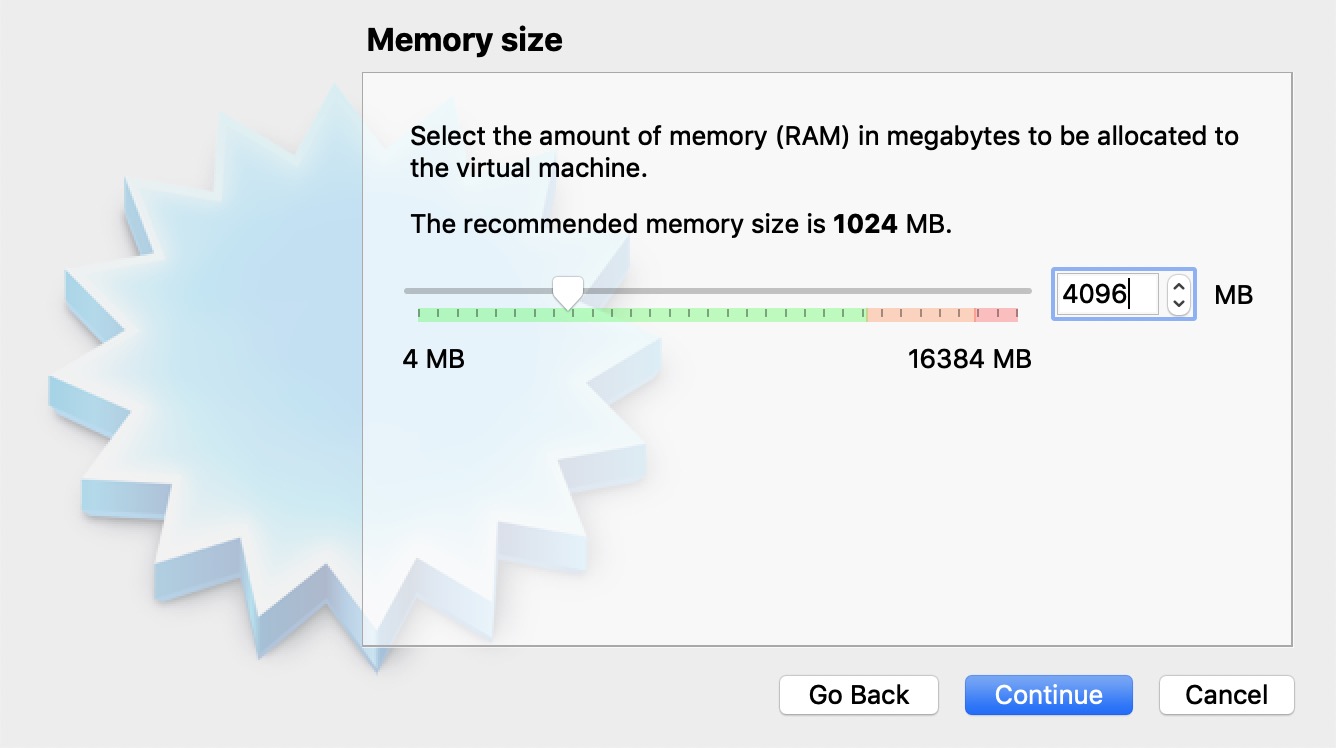 Memory size
Select the amount of memory (RAM) in megabytes to be allocated to
the virtual machine.
The recommended memory size is 1024 MB.
4096 MB
4 MB 16384 MB
Go Back Continue Cancel